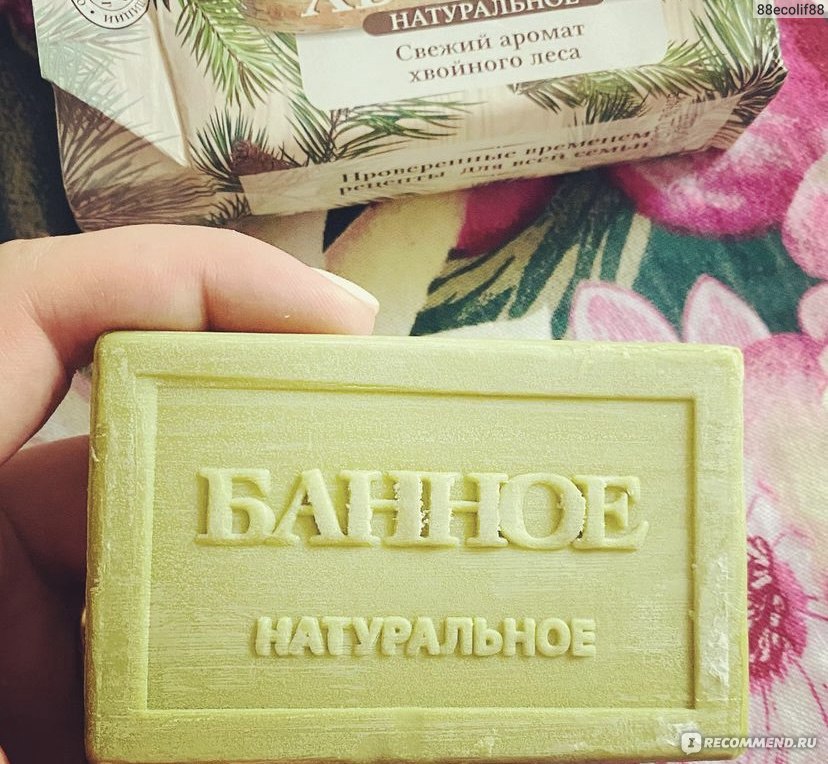 88ecolif88
НАТУРАЛЬНОЕ
Свежий аромат
хвойного леса
Проверенные временем
рецепты для всей семьи
БАННОЕ
НАТУРАЛЬНОЕ
IRECOMMEND.RU